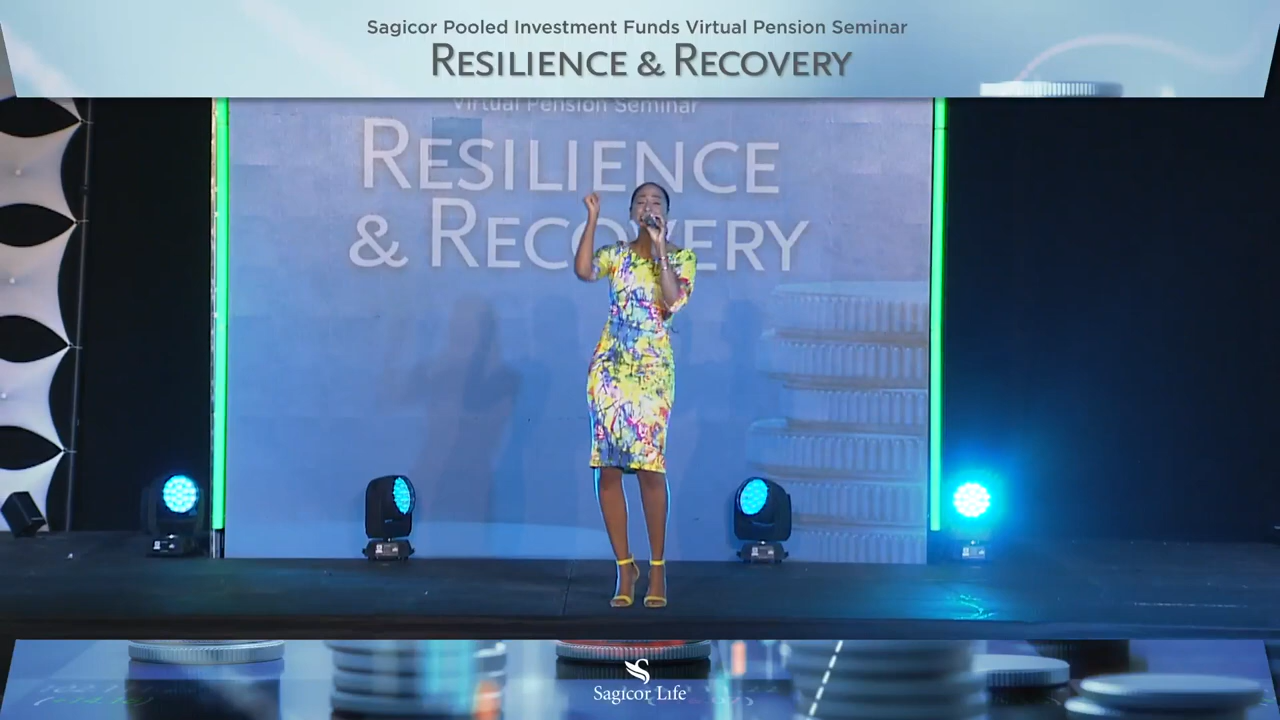 Sagicor Pooled Investment Funds Virtual Pension Seminar
RESILIENCE & RECOVERY
Virtual Pension Seminar
RESILIENCE
& RECOVERY
Sagicor Life